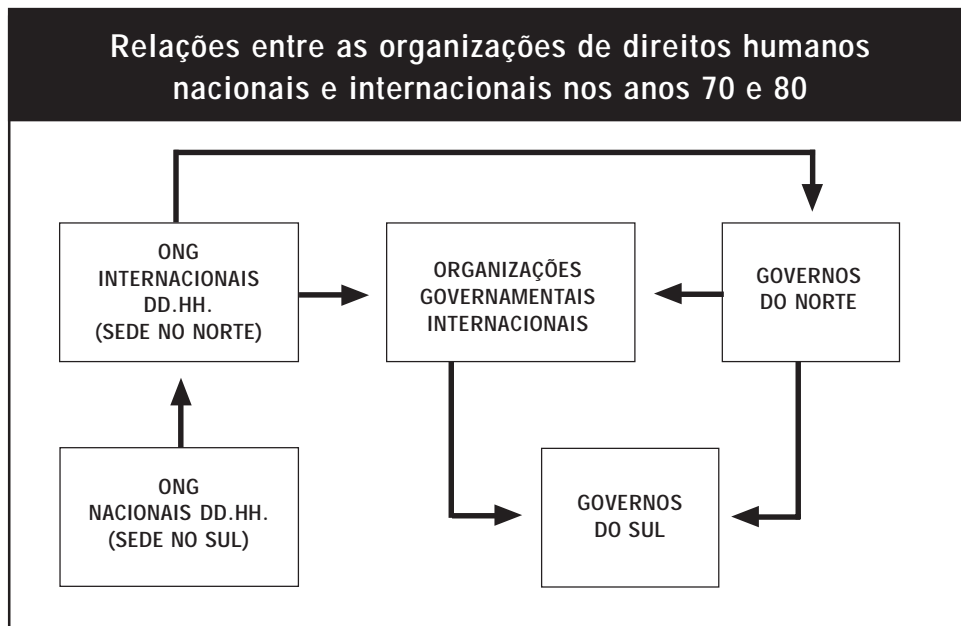 Relações entre as organizações de direitos humanos
nacionais e internacionais nos anos 70 e 80
ONG
INTERNACIONAIS
DD.HH.
(SEDE NO NORTE)
ORGANIZAÇÕES
GOVERNAMENTAIS
INTERNACIONAIS
GOVERNOS
DO NORTE
ONG
NACIONAIS DD.HH.
(SEDE NO SUL)
GOVERNOS
DO SUL